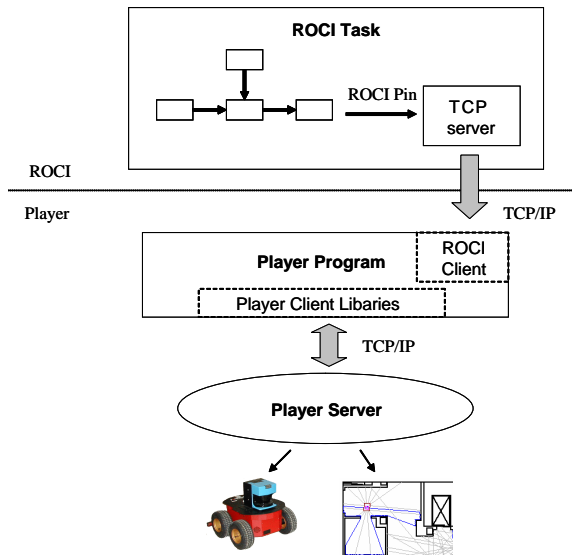 ROCI Task
ROCI Pin
TCP
server
ROCI
Player
TCP/IP
ROCI
Client
Player Program
Player Client Libaries
TCP/IP
Player Server